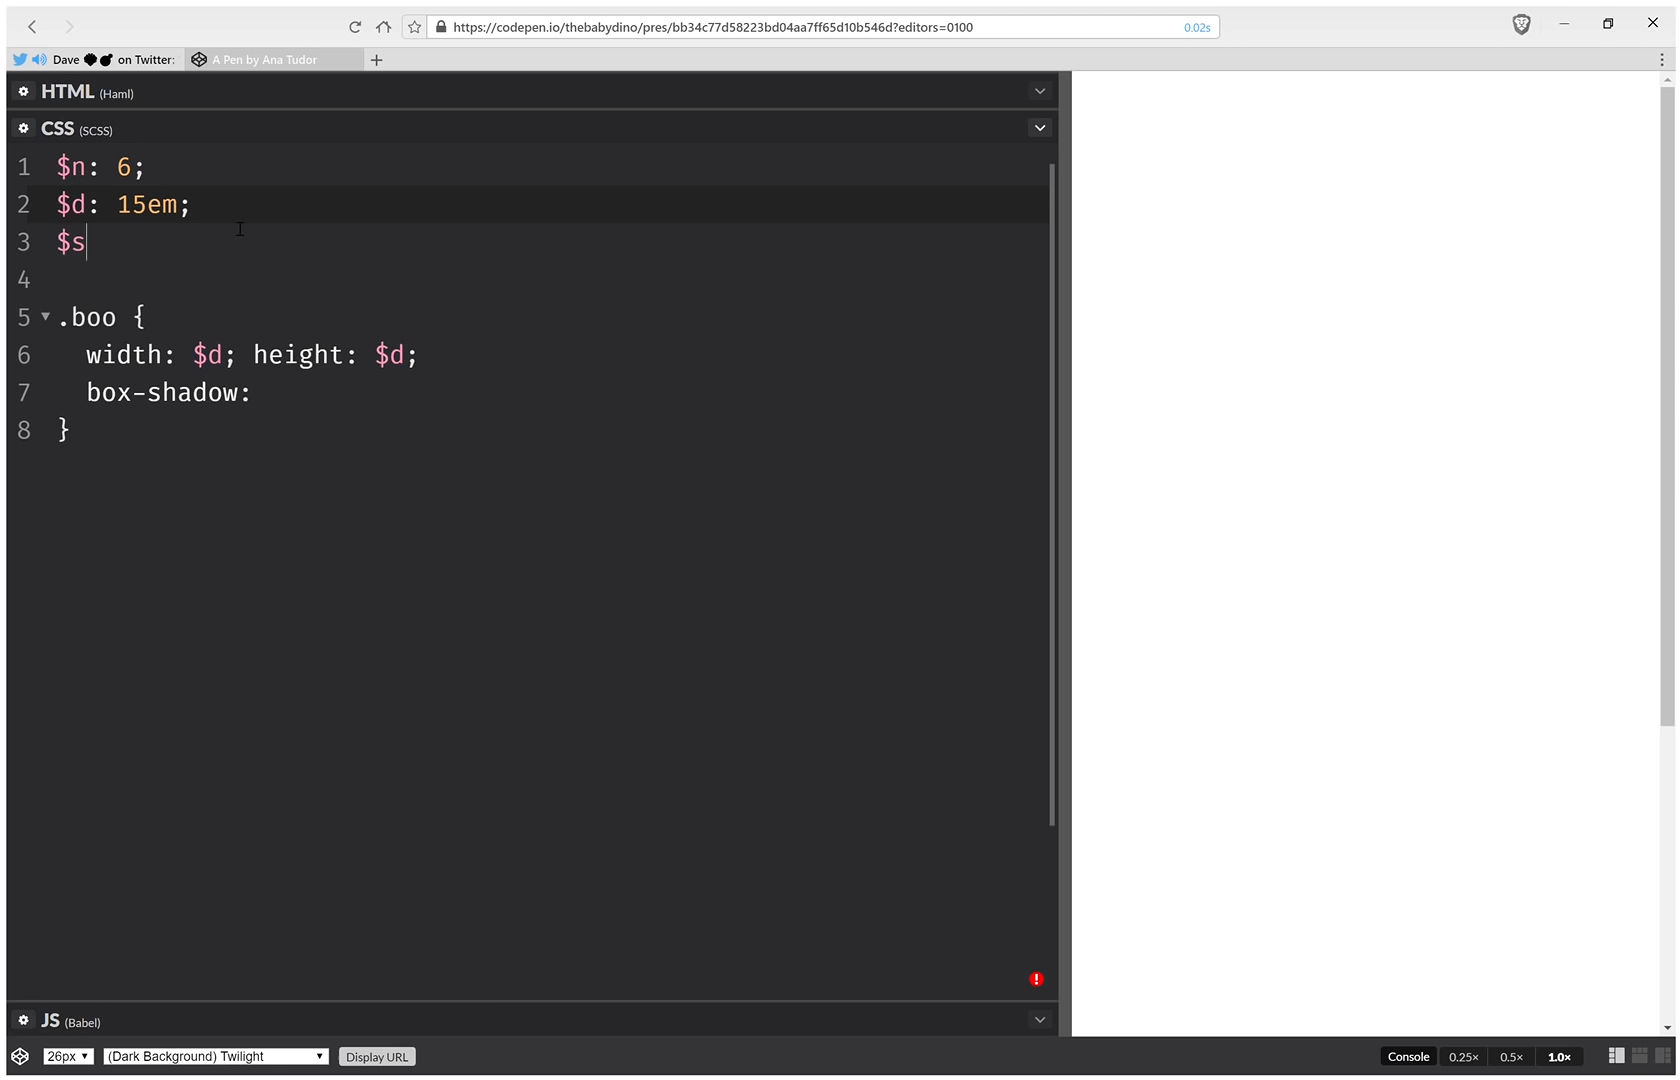 https://codepen.io/thebabydino/pres/bb34c77d58223bd04aa7ff65d10b546d?editors=0100 0.02s
Dave on Twitter: A Pen by Ana Tudor
HTML (Haml)
CSS (SCSS)
1 $n: 6;
2 $d: 15em;
3 $s
4
5 .boo {
6 width: $d; height: $d;
7 box-shadow:
8 }
JS (Babel)
26px (Dark Background) Twilight Display URL Console 0.25× 0.5× 1.0×